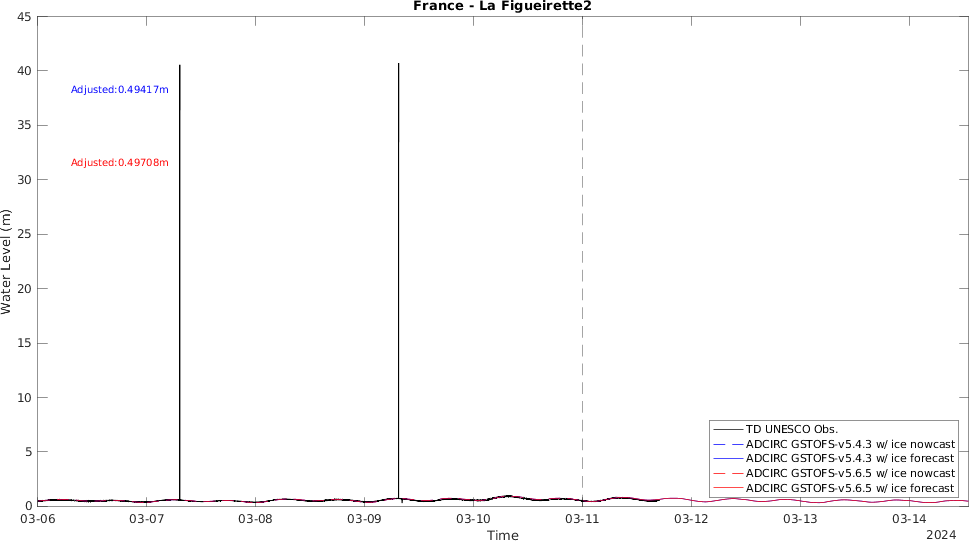 France - La Figueirette2
45
40
35
30
25
20
15
10
5
0
Water Level (m)
Adjusted:0.49417m
Adjusted:0.49708m
TD UNESCO Obs.
ADCIRC GSTOFS-v5.4.3 w/ ice nowcast
ADCIRC GSTOFS-v5.4.3 w/ ice forecast
ADCIRC GSTOFS-v5.6.5 w/ ice nowcast
ADCIRC GSTOFS-v5.6.5 w/ ice forecast
03-06 03-07 03-08 03-09 03-10 03-11 03-12 03-13 03-14
Time
2024